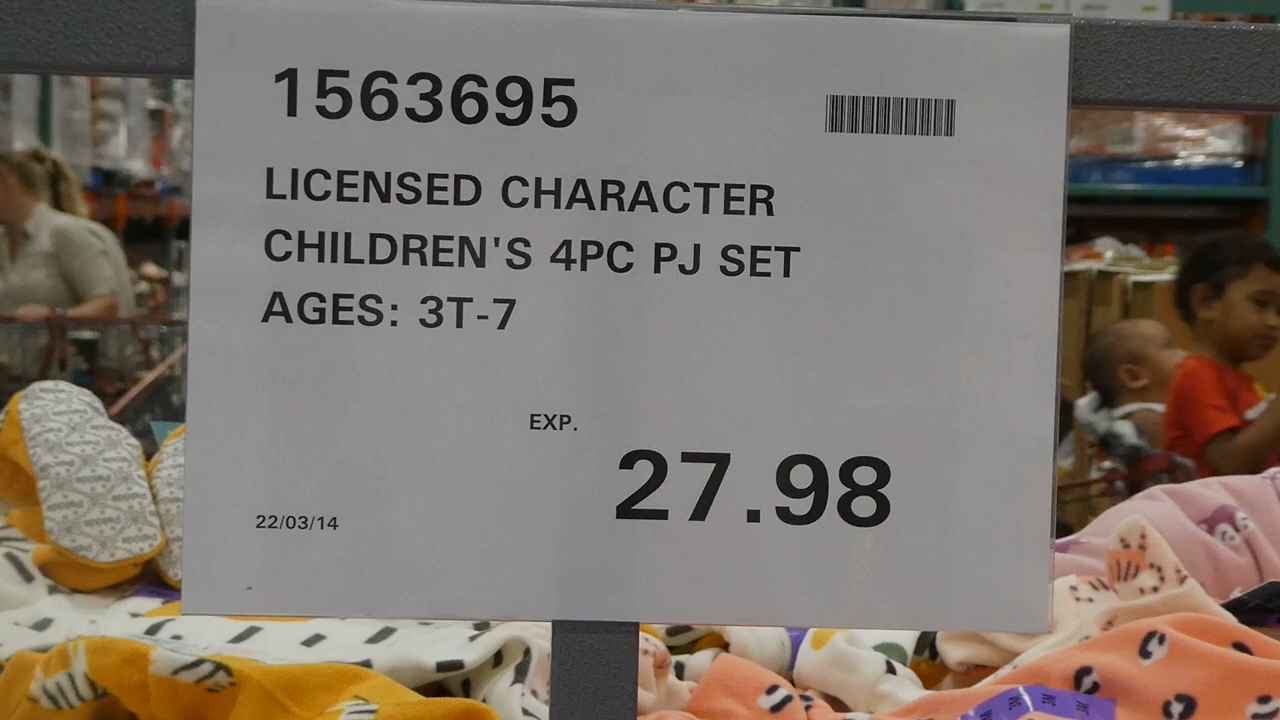 1563695
LICENSED CHARACTER
CHILDREN'S 4PC PJ SET
AGES: 3T-7
EXP.
27.98
22/03/14